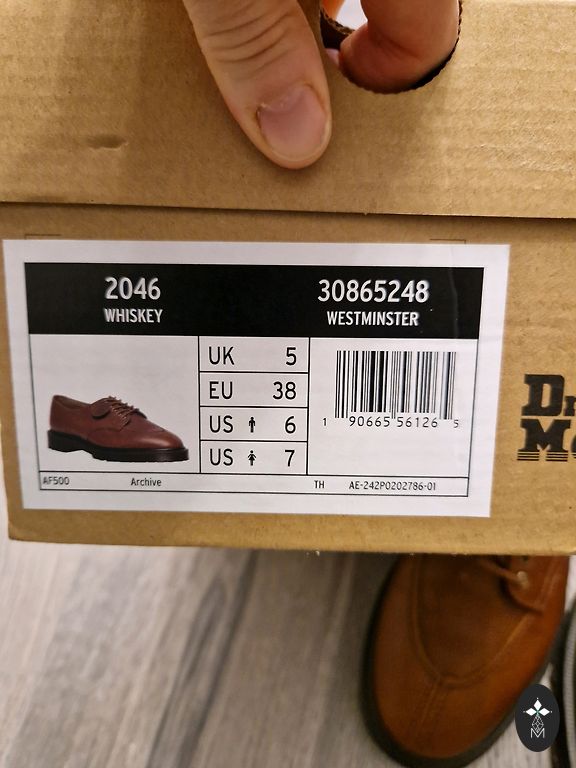 2046
WHISKEY
30865248
WESTMINSTER
UK 5
EU 38
US 6
US 7
1 90665 56126 5
AF500 Archive TH AE-242P0202786-01